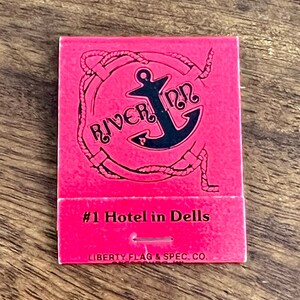 RIVER INN
#1 Hotel in Dells
LIBERTY FLAG & SPEC. CO.